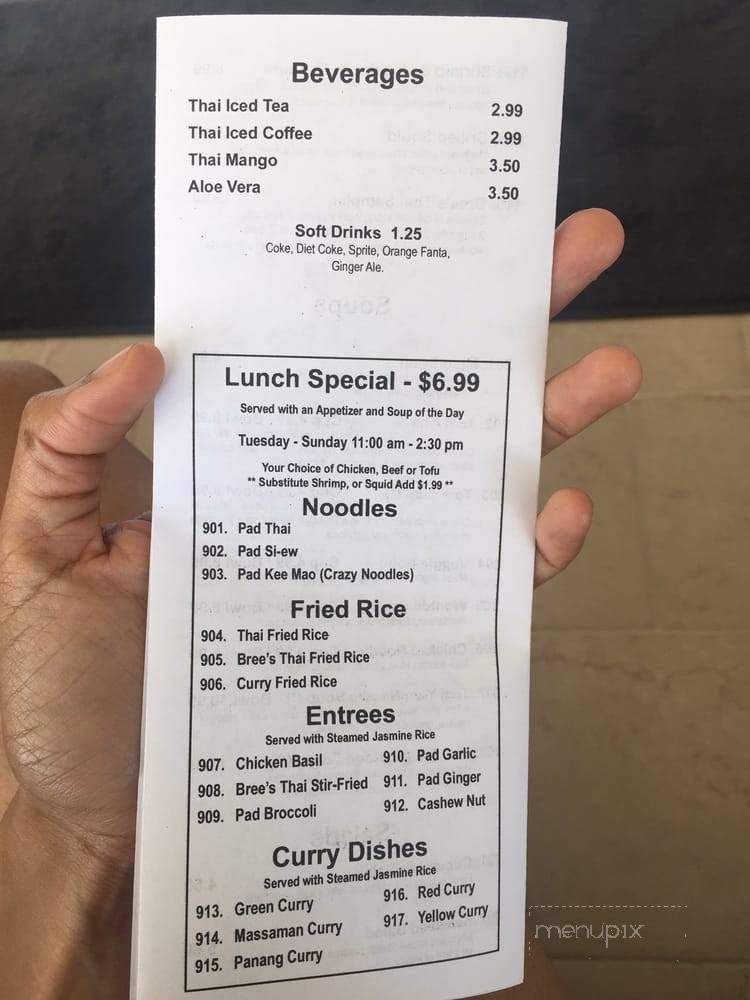 Beverages
Thai Iced Tea 2.99
Thai Iced Coffee 2.99
Thai Mango 3.50
Aloe Vera 3.50
Soft Drinks 1.25
Coke, Diet Coke, Sprite, Orange Fanta,
Ginger Ale.
Lunch Special - $6.99
Served with an Appetizer and Soup of the Day
Tuesday - Sunday 11:00 am - 2:30 pm
Your Choice of Chicken, Beef or Tofu
** Substitute Shrimp, or Squid Add $1.99 **
Noodles
901. Pad Thai
902. Pad Si-ew
903. Pad Kee Mao (Crazy Noodles)
Fried Rice
904. Thai Fried Rice
905. Bree's Thai Fried Rice
906. Curry Fried Rice
Entrees
Served with Steamed Jasmine Rice
907. Chicken Basil
908. Bree's Thai Stir-Fried
909. Pad Broccoli
910. Pad Garlic
911. Pad Ginger
912. Cashew Nut
Curry Dishes
Served with Steamed Jasmine Rice
913. Green Curry
914. Massaman Curry
915. Panang Curry
916. Red Curry
917. Yellow Curry
menupix